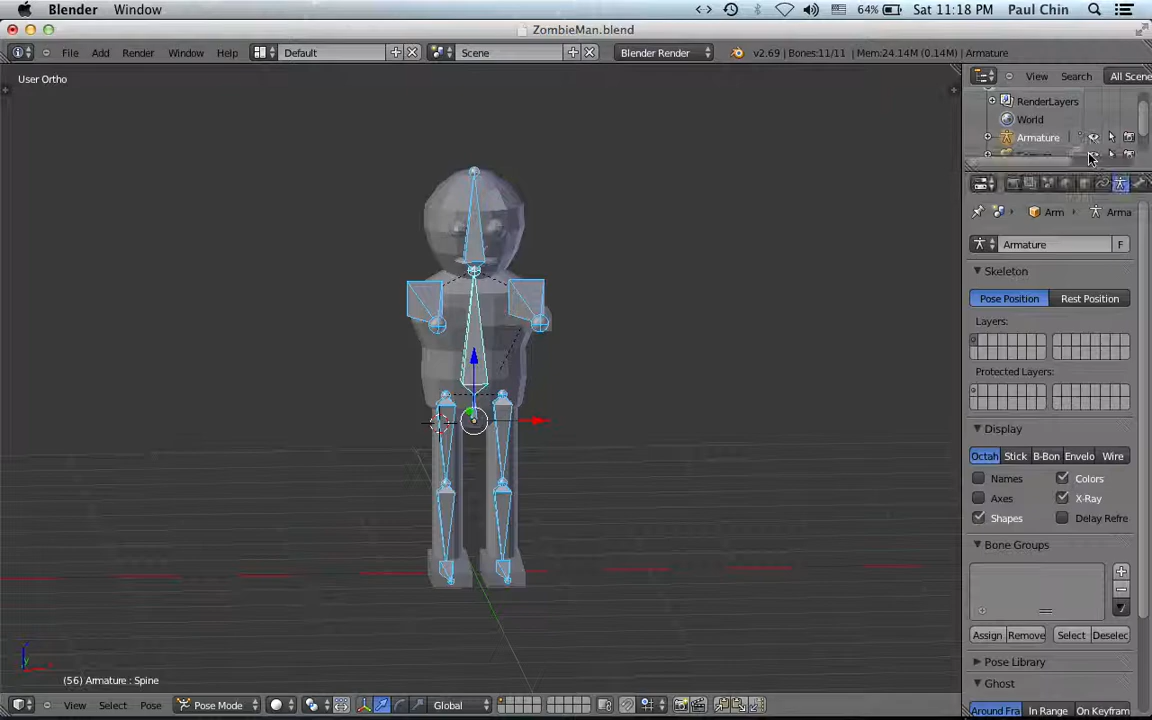 Blender Window 64% Sat 11:18 PM Paul Chin
ZombieMan.blend
File Add Render Window Help Default Scene Blender Render v2.69 | Bones:11/11 | Mem:24.14M (0.14M) | Armature
User Ortho
View Search All Scene
RenderLayers
World
Armature
Arm Arma
Armature F
Skeleton
Pose Position Rest Position
Layers:
Protected Layers:
Display
Octah Stick B-Bon Envelo Wire
Names Colors
Axes X-Ray
Shapes Delay Refre
Bone Groups
Assign Remove Select Deselec
Pose Library
Ghost
Around Fra In Range On Keyfram
(56) Armature : Spine
View Select Pose Pose Mode Global